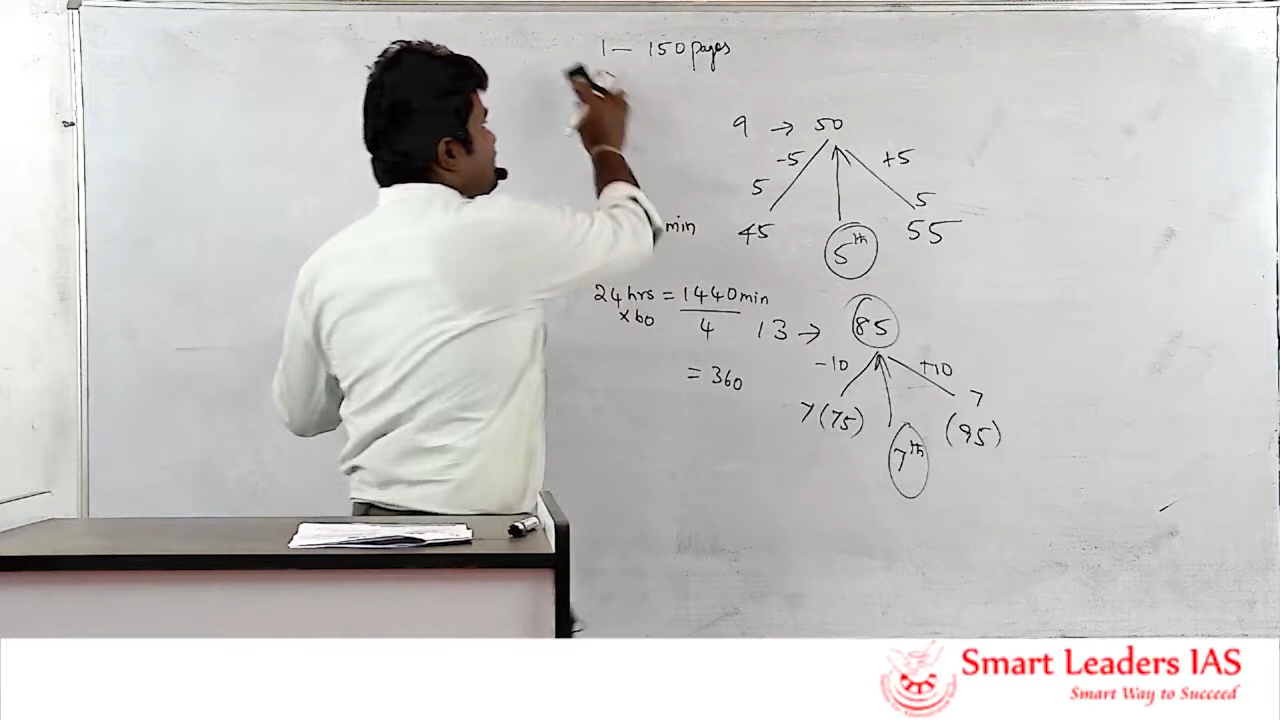 1 - 150 pages
9 → 50
-5 +5
5 5
min 45 5th 55
24 hrs = 1440 min
×60 4
13 → 85
= 360
-10 +10
7 (75) 7 (95)
7th
Smart Leaders IAS
Smart Way to Succeed